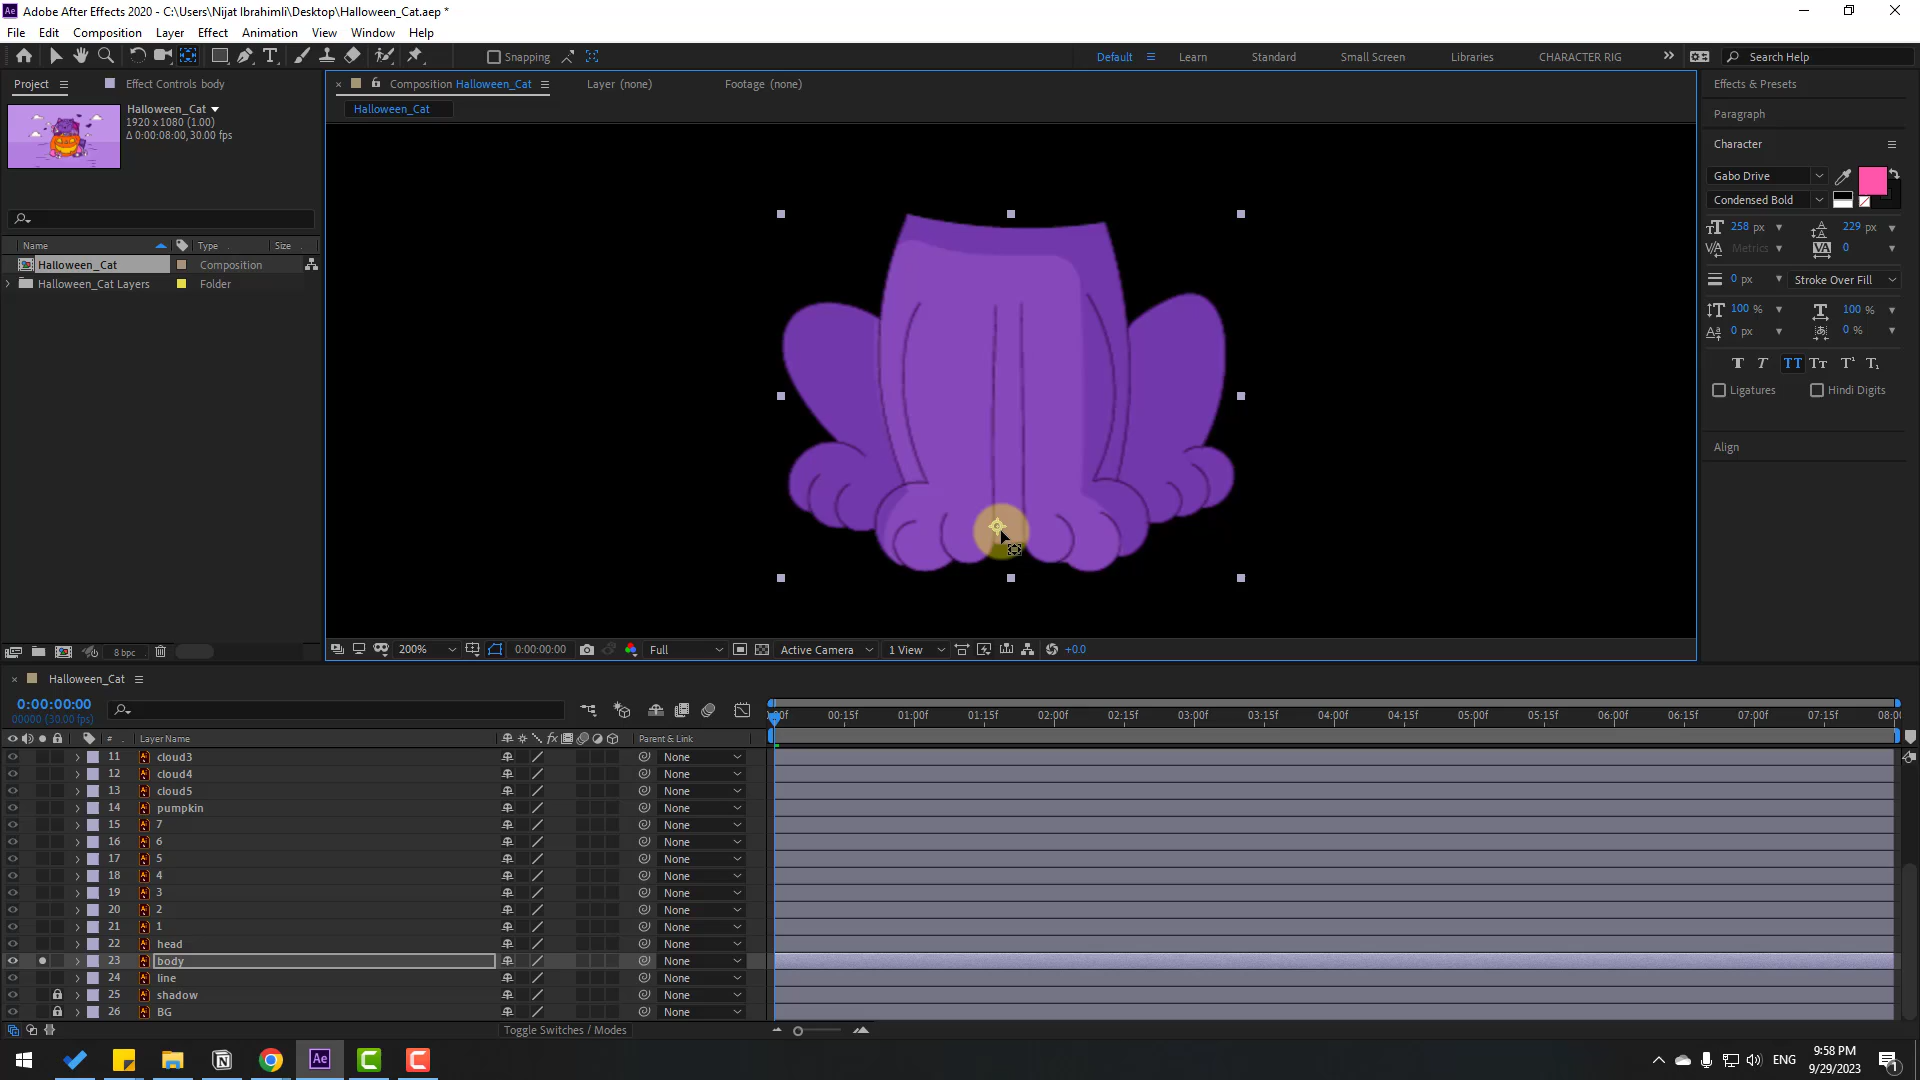 Adobe After Effects 2020 - C:\Users\Nijat Ibrahimli\Desktop\Halloween_Cat.aep *
File Edit Composition Layer Effect Animation View Window Help
Snapping Default Learn Standard Small Screen Libraries CHARACTER RIG Search Help
Project Effect Controls body Composition Halloween_Cat Layer (none) Footage (none) Effects & Presets
Halloween_Cat
1920 x 1080 (1.00)
Δ 0:00:08:00, 30.00 fps
Halloween_Cat
Paragraph
Character
Gabo Drive
Condensed Bold
258 px 229 px
Metrics 0
0 px Stroke Over Fill
100 % 100 %
0 px 0 %
Ligatures Hindi Digits
Align
Name Type Size
Halloween_Cat Composition
Halloween_Cat Layers Folder
8 bpc
200% 0:00:00:00 Full Active Camera 1 View +0.0
Halloween_Cat
0:00:00:00
00000 (30.00 fps)
:00f 00:15f 01:00f 01:15f 02:00f 02:15f 03:00f 03:15f 04:00f 04:15f 05:00f 05:15f 06:00f 06:15f 07:00f 07:15f 08:00
# Layer Name Parent & Link
11 cloud3 None
12 cloud4 None
13 cloud5 None
14 pumpkin None
15 7 None
16 6 None
17 5 None
18 4 None
19 3 None
20 2 None
21 1 None
22 head None
23 body None
24 line None
25 shadow None
26 BG None
Toggle Switches / Modes
ENG 9:58 PM
9/29/2023
1